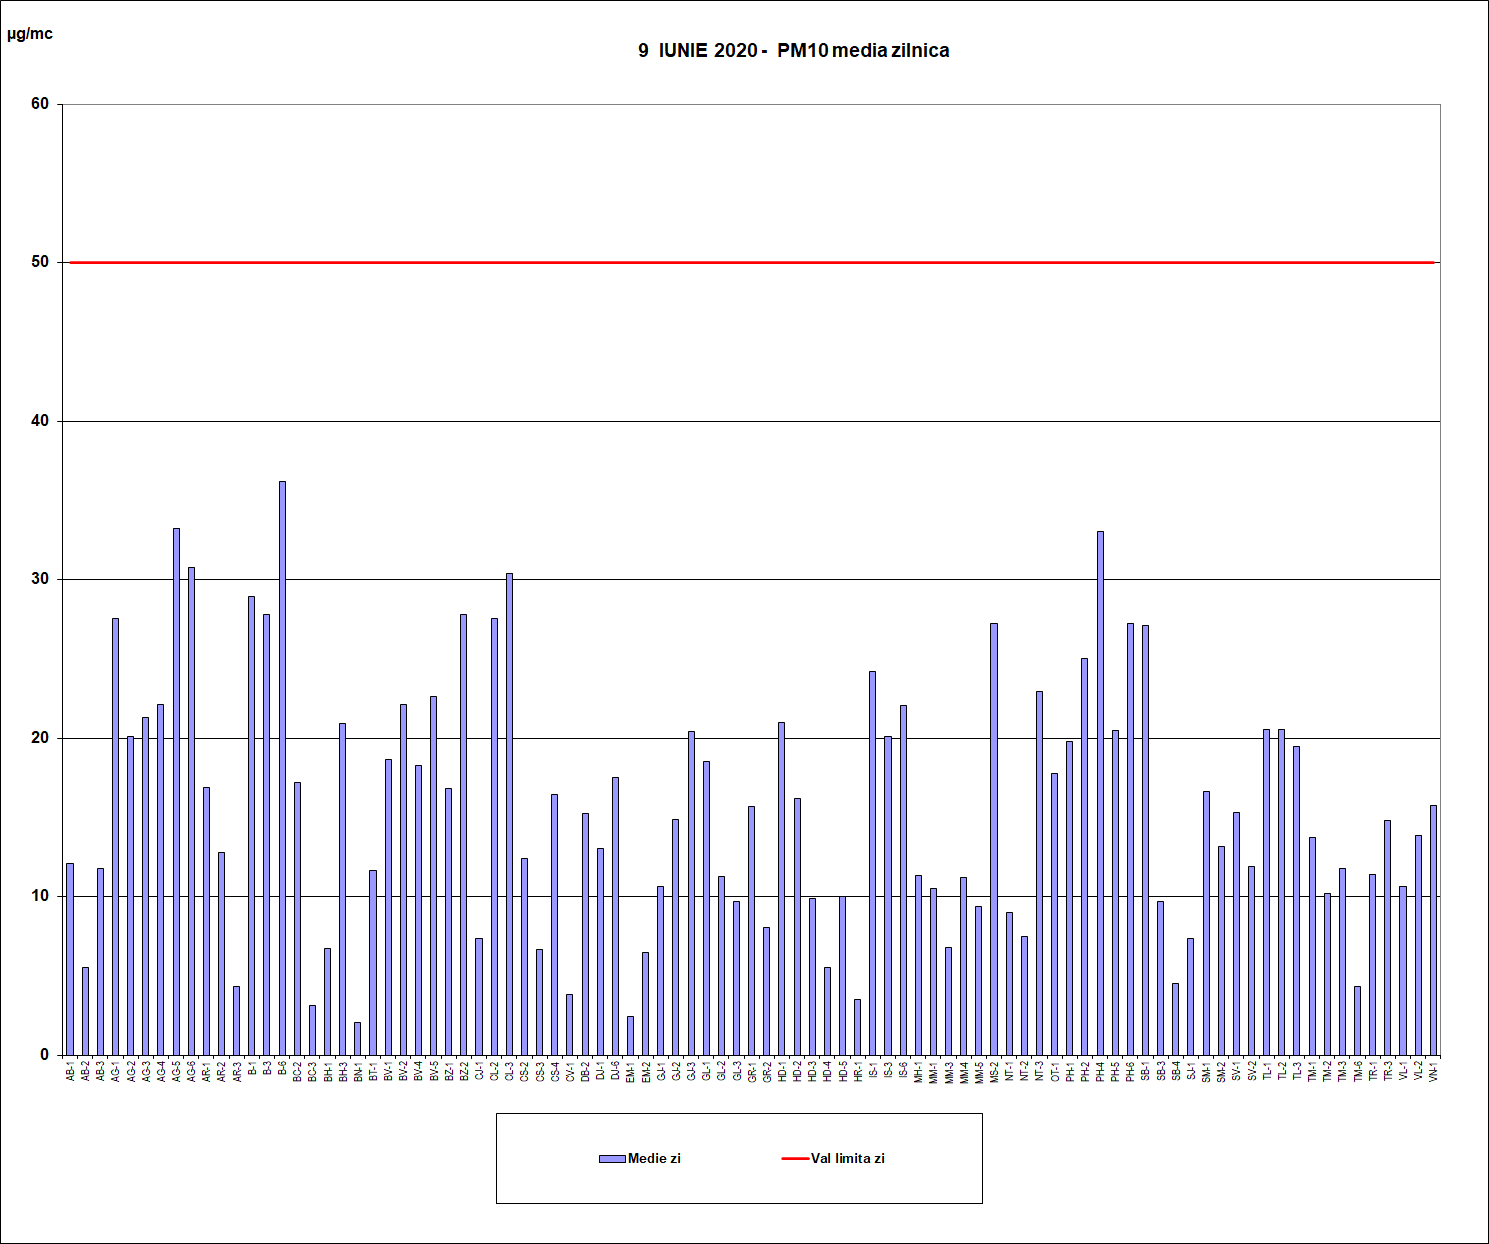 µg/mc
9 IUNIE 2020 - PM10 media zilnica
60
50
40
30
20
10
0
AB-1 AB-2 AB-3 AG-1 AG-2 AG-3 AG-4 AG-5 AG-6 AR-1 AR-2 AR-3 B-1 B-3 B-6 BC-2 BC-3 BH-1 BH-3 BN-1 BT-1 BV-1 BV-2 BV-4 BV-5 BZ-1 BZ-2 CJ-1 CL-2 CL-3 CS-2 CS-3 CS-4 CV-1 DB-2 DJ-1 DJ-6 EM-1 EM-2 GJ-1 GJ-2 GJ-3 GL-1 GL-2 GL-3 GR-1 GR-2 HD-1 HD-2 HD-3 HD-4 HD-5 HR-1 IS-1 IS-3 IS-6 MH-1 MM-1 MM-3 MM-4 MM-5 MS-2 NT-1 NT-2 NT-3 OT-1 PH-1 PH-2 PH-4 PH-5 PH-6 SB-1 SB-3 SB-4 SJ-1 SM-1 SM-2 SV-1 SV-2 TL-1 TL-2 TL-3 TM-1 TM-2 TM-3 TM-6 TR-1 TR-3 VL-1 VL-2 VN-1
Medie zi
Val limita zi